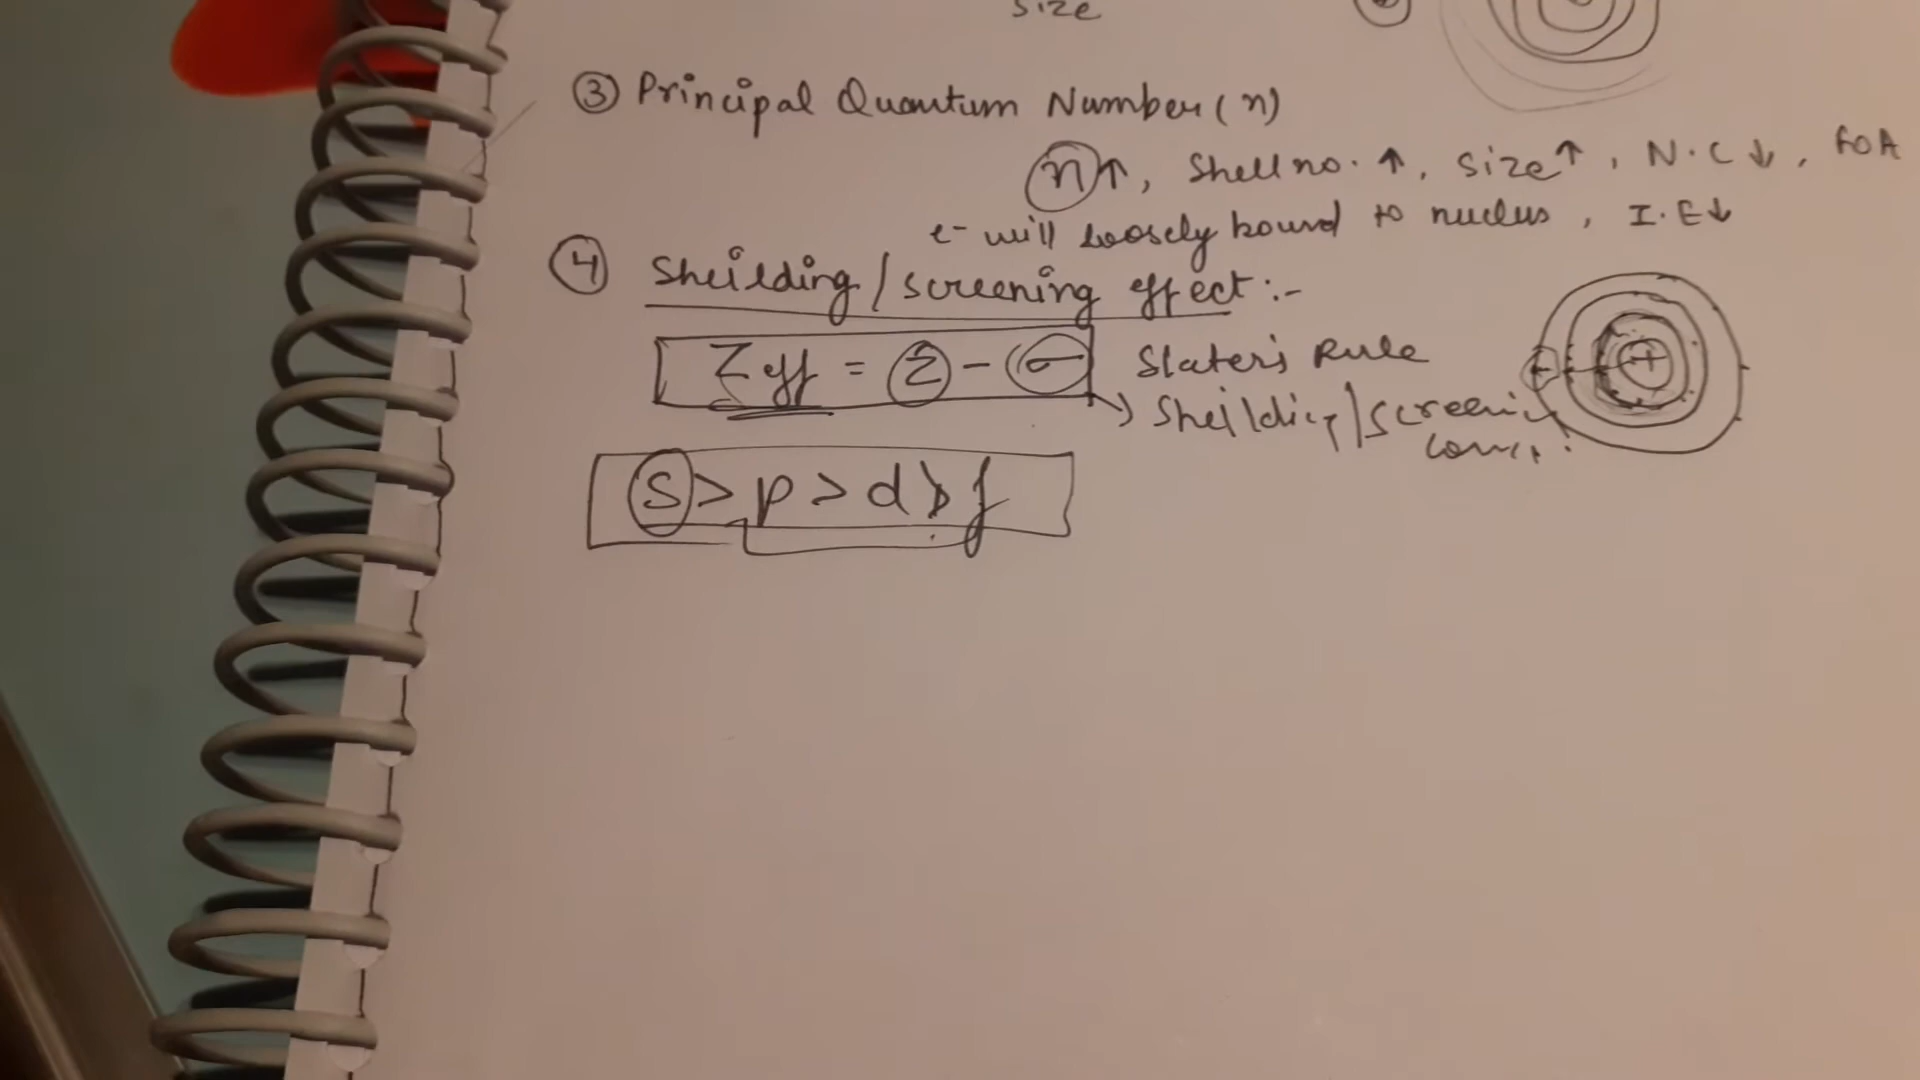 size
③ Principal Quantum Number (n)
n↑, Shell no. ↑, Size↑, N.C↓, FOA
e- will loosely bound to nucleus, I.E↓
④ Sheilding/screening effect:-
Zeff = Z - σ Slater's Rule
→ Sheilding/Screenin
s > p > d > f
+